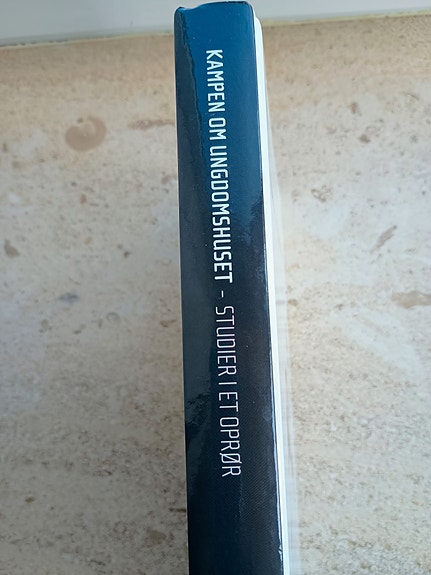 KAMPEN OM UNGDOMSHUSET – STUDIER I ET OPRØR